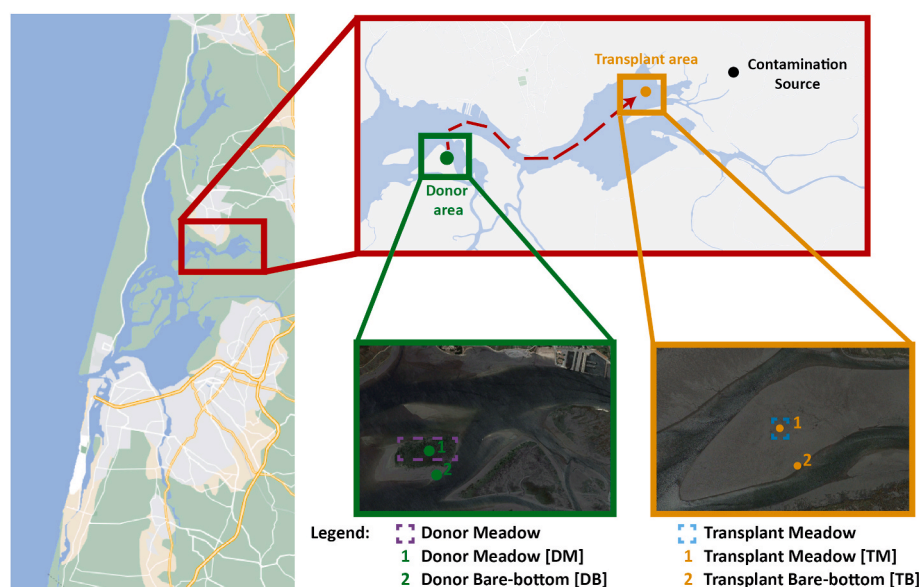 Transplant area
Contamination
Source
Donor
area
1
2
1
2
Legend:
Donor Meadow
1 Donor Meadow [DM]
2 Donor Bare-bottom [DB]
Transplant Meadow
1 Transplant Meadow [TM]
2 Transplant Bare-bottom [TP]